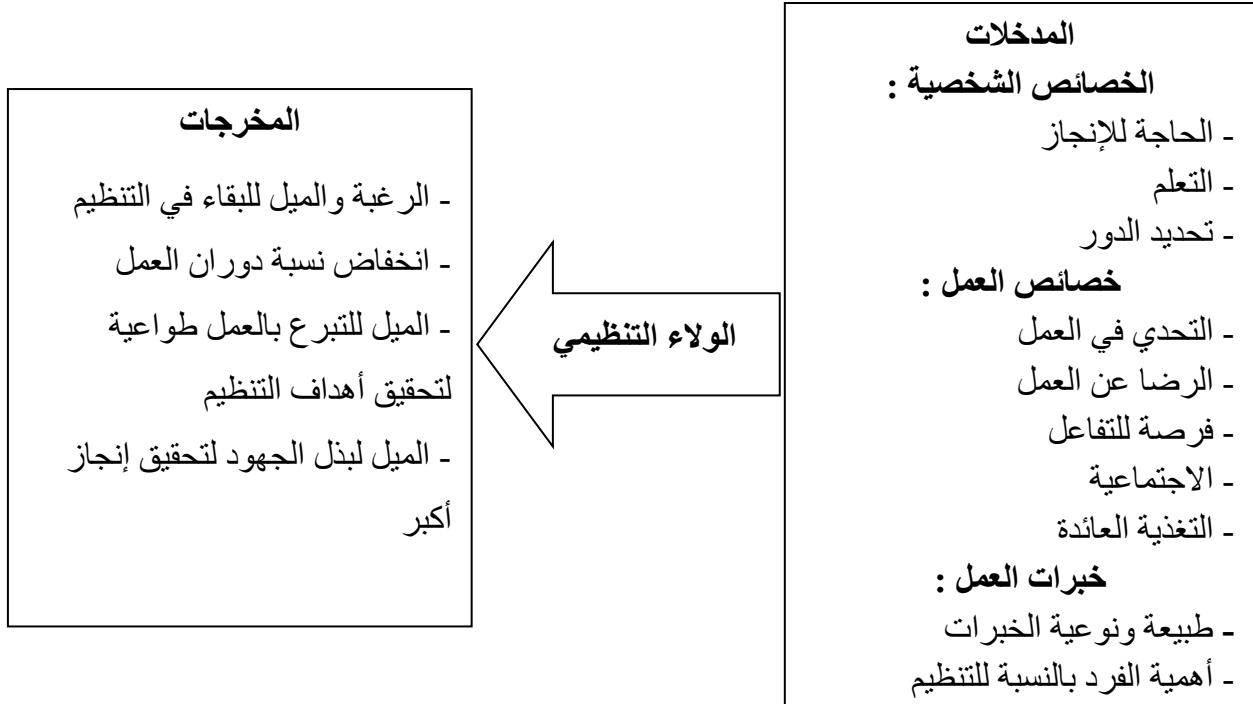 المدخلات
الخصائص الشخصية :
- الحاجة للإنجاز
- التعلم
- تحديد الدور
خصائص العمل :
- التحدي في العمل
- الرضا عن العمل
- فرصة للتفاعل
- الاجتماعية
- التغذية العائدة
خبرات العمل :
- طبيعة ونوعية الخبرات
- أهمية الفرد بالنسبة للتنظيم
الولاء التنظيمي
المخرجات
- الرغبة والميل للبقاء في التنظيم
- انخفاض نسبة دوران العمل
- الميل للتبرع بالعمل طواعية
لتحقيق أهداف التنظيم
- الميل لبذل الجهود لتحقيق إنجاز
أكبر